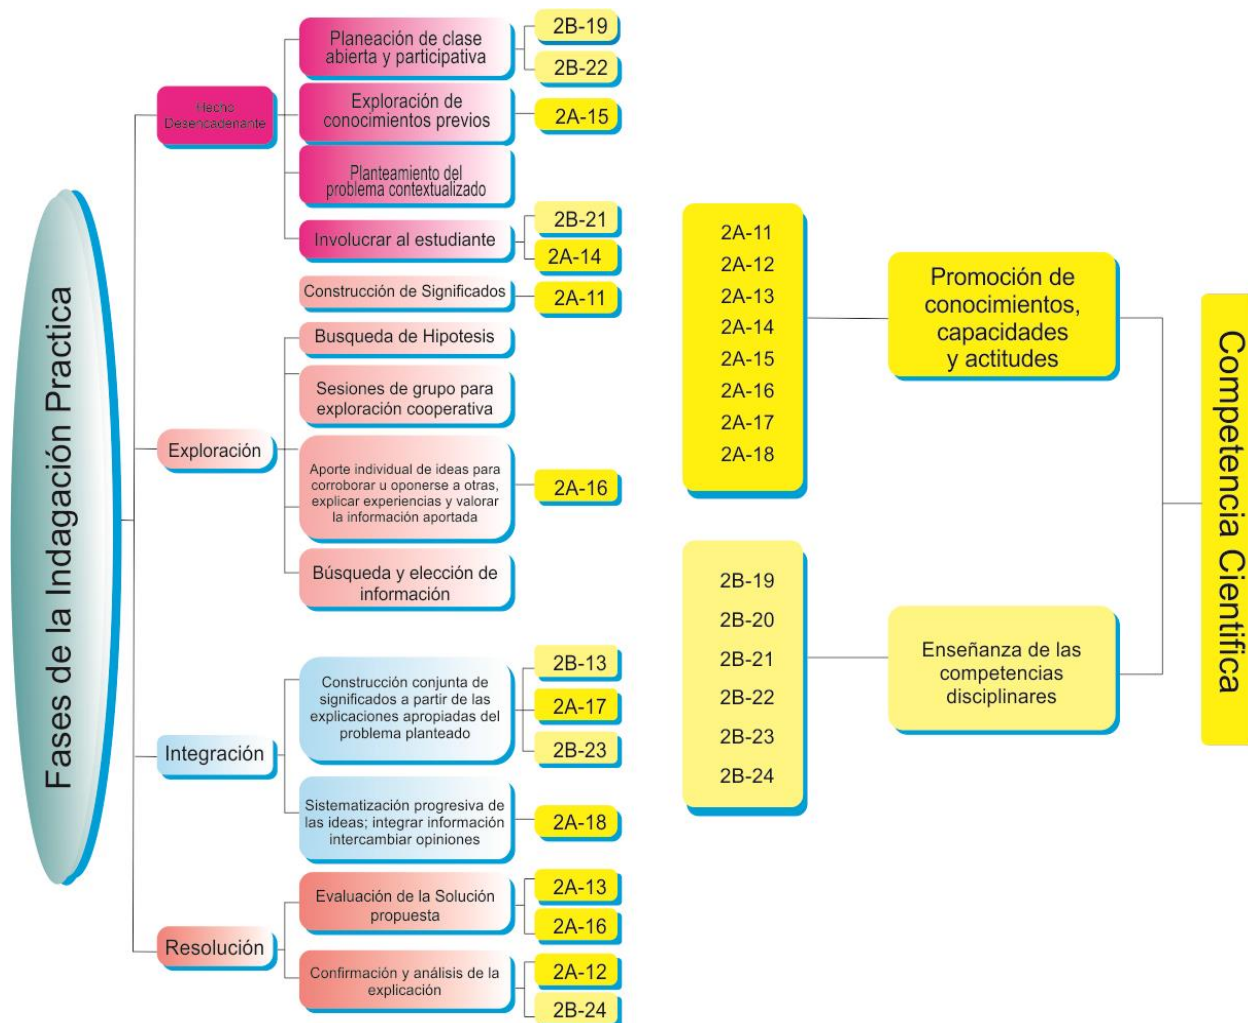 Fases de la Indagación Practica
Hecho
Desencadenante
Planeación de clase
abierta y participativa
2B-19
2B-22
Exploración de
conocimientos previos
2A-15
Planteamiento del
problema contextualizado
Involucrar al estudiante
2B-21
2A-14
Exploración
Construcción de Significados
2A-11
Busqueda de Hipotesis
Sesiones de grupo para
exploración cooperativa
Aporte individual de ideas para
corroborar u oponerse a otras,
explicar experiencias y valorar
la información aportada
2A-16
Búsqueda y elección de
información
Integración
Construcción conjunta de
significados a partir de las
explicaciones apropiadas del
problema planteado
2B-13
2A-17
2B-23
Sistematización progresiva de
las ideas; integrar información
intercambiar opiniones
2A-18
Resolución
Evaluación de la Solución
propuesta
2A-13
2A-16
Confirmación y análisis de la
explicación
2A-12
2B-24
2A-11
2A-12
2A-13
2A-14
2A-15
2A-16
2A-17
2A-18
Promoción de
conocimientos,
capacidades
y actitudes
2B-19
2B-20
2B-21
2B-22
2B-23
2B-24
Enseñanza de las
competencias
disciplinares
Competencia Cientifica